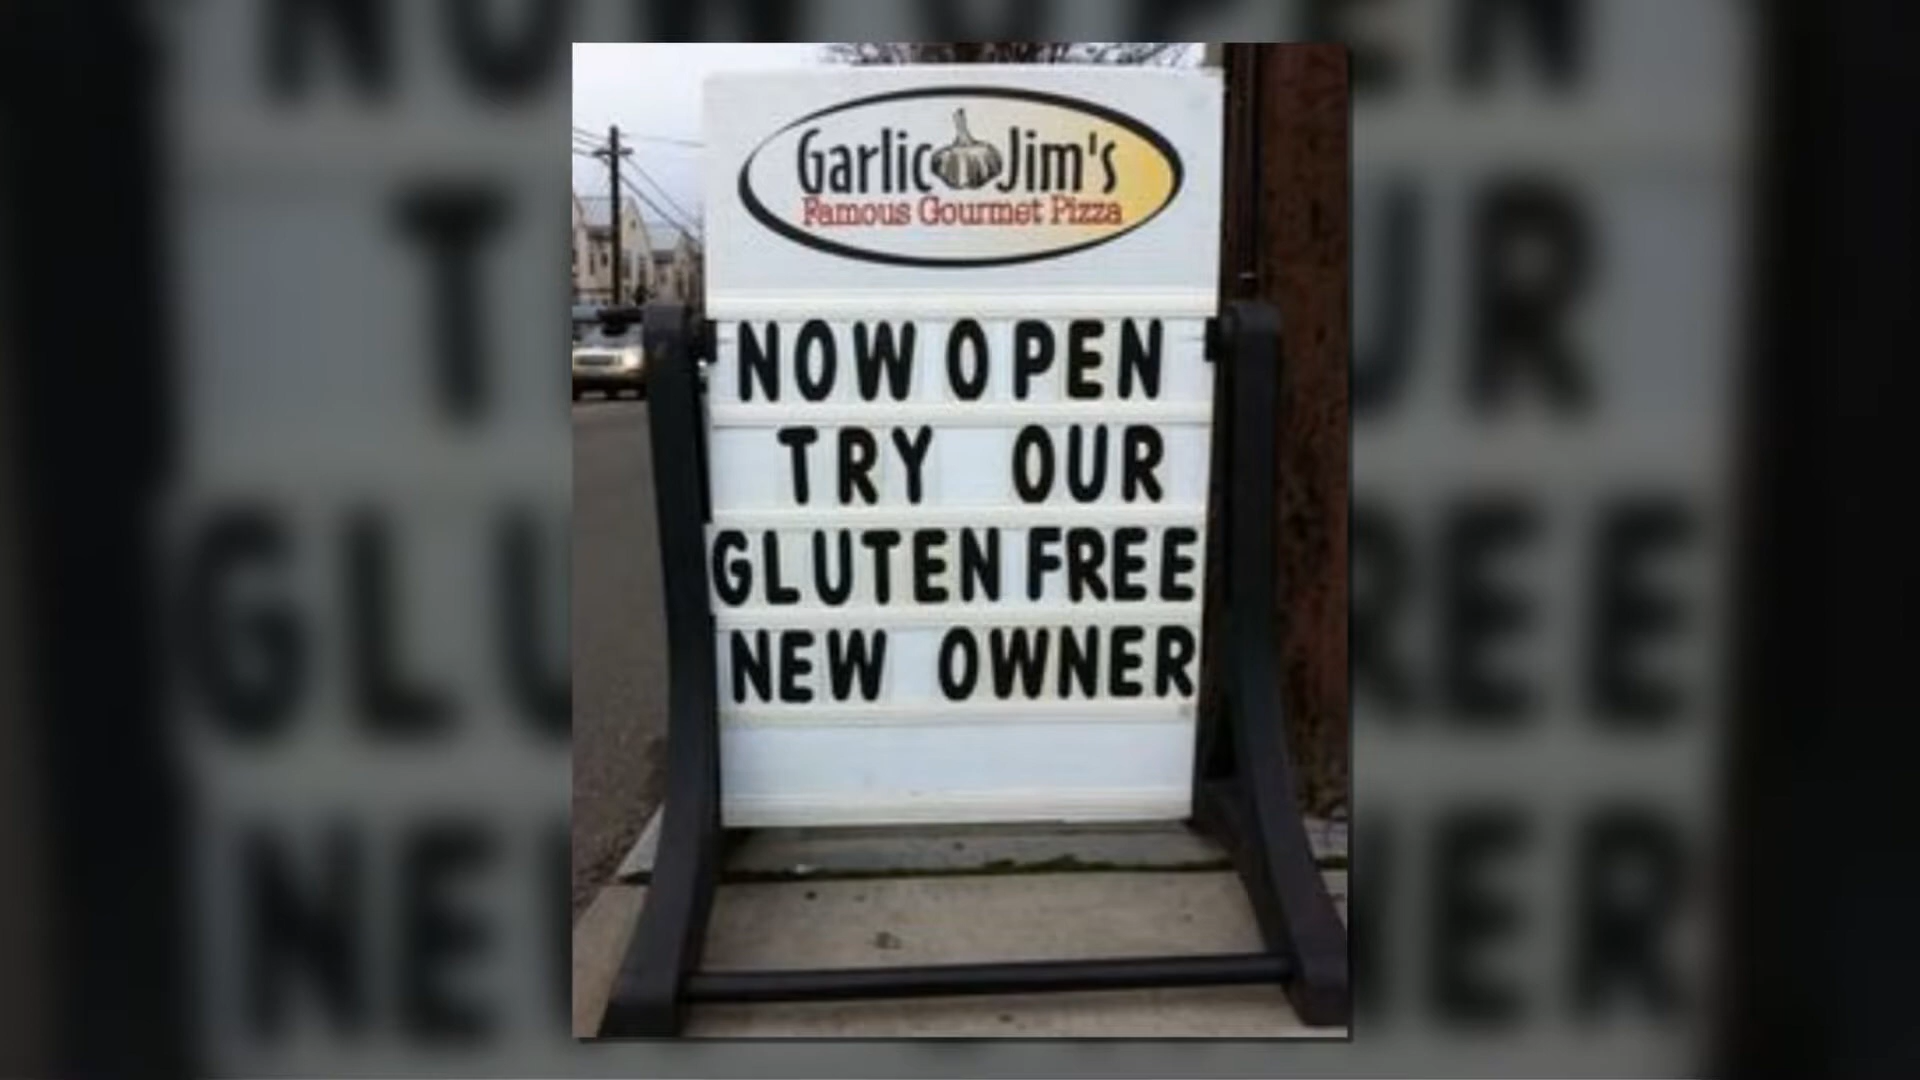 Garlic Jim's
Famous Gourmet Pizza
NOW OPEN
TRY OUR
GLUTEN FREE
NEW OWNER